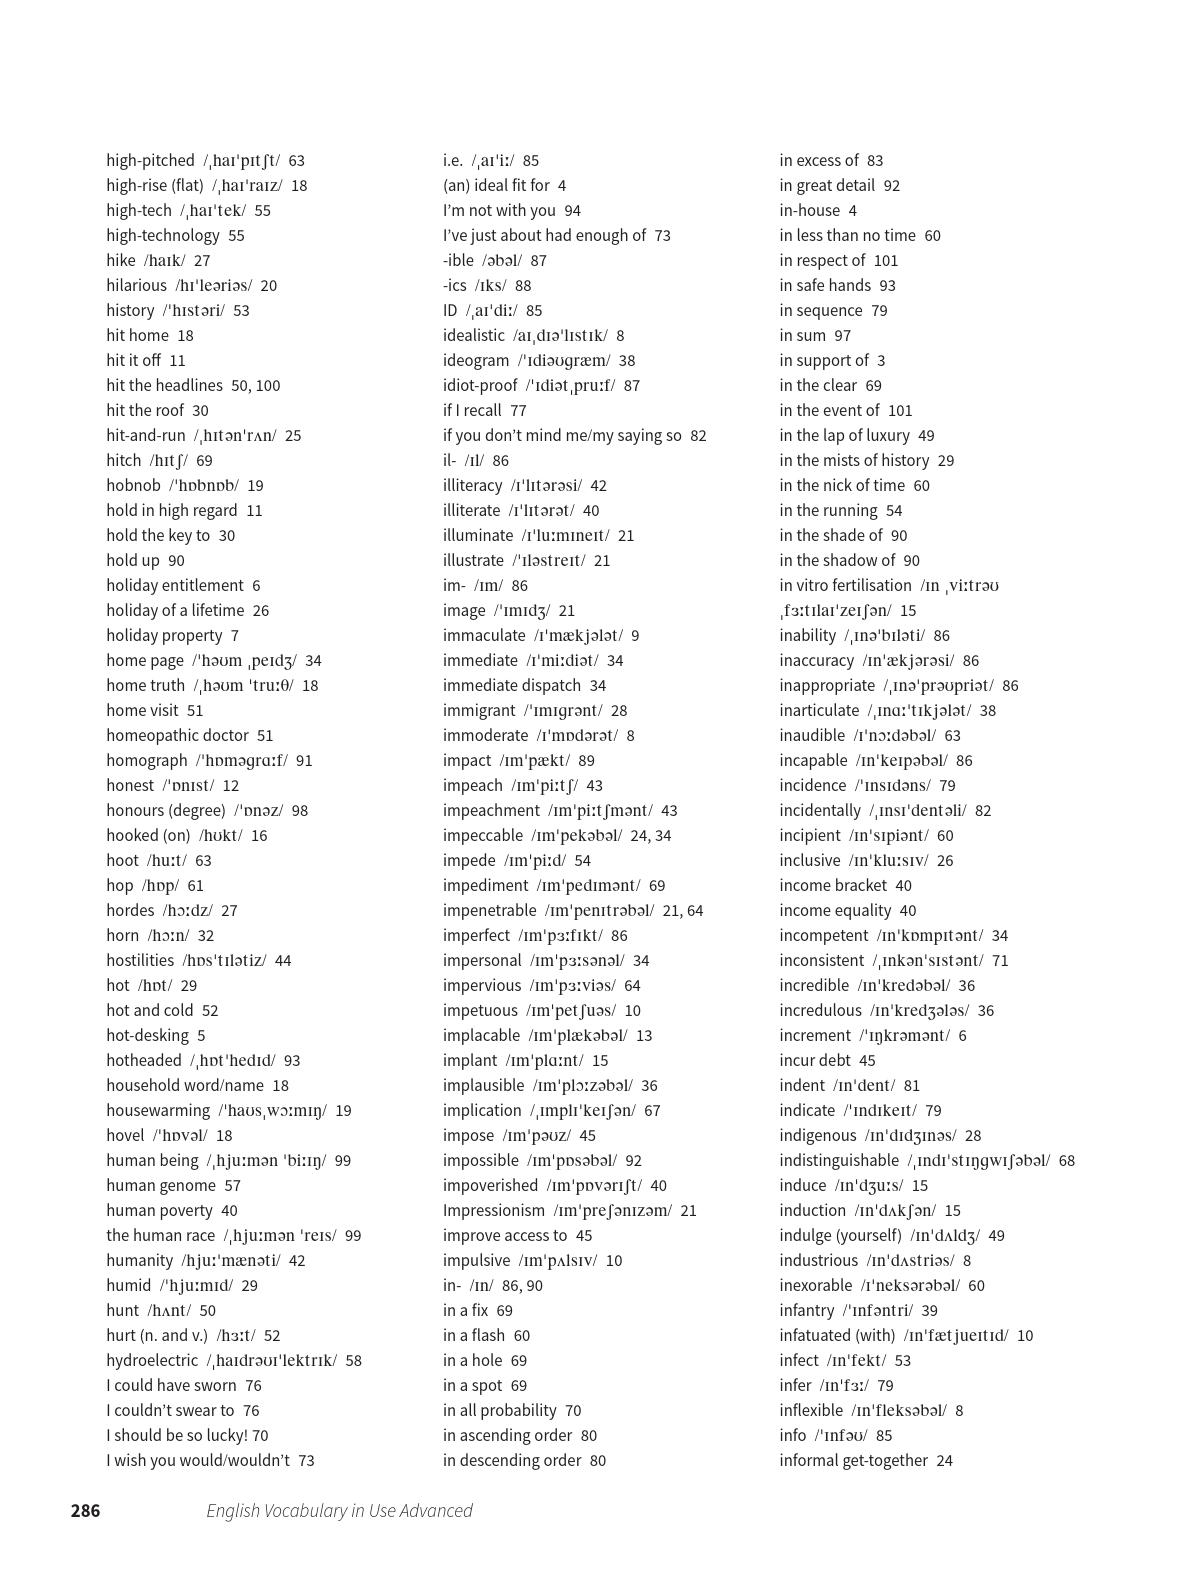 high-pitched /ˌhaɪˈpɪtʃt/ 63
high-rise (flat) /ˌhaɪˈraɪz/ 18
high-tech /ˌhaɪˈtek/ 55
high-technology 55
hike /haɪk/ 27
hilarious /hɪˈleəriəs/ 20
history /ˈhɪstəri/ 53
hit home 18
hit it off 11
hit the headlines 50, 100
hit the roof 30
hit-and-run /ˌhɪtənˈrʌn/ 25
hitch /hɪtʃ/ 69
hobnob /ˈhɒbnɒb/ 19
hold in high regard 11
hold the key to 30
hold up 90
holiday entitlement 6
holiday of a lifetime 26
holiday property 7
home page /ˈhəʊm ˌpeɪdʒ/ 34
home truth /ˌhəʊm ˈtruːθ/ 18
home visit 51
homeopathic doctor 51
homograph /ˈhɒməgrɑːf/ 91
honest /ˈɒnɪst/ 12
honours (degree) /ˈɒnəz/ 98
hooked (on) /hʊkt/ 16
hoot /huːt/ 63
hop /hɒp/ 61
hordes /hɔːdz/ 27
horn /hɔːn/ 32
hostilities /hɒsˈtɪlətiz/ 44
hot /hɒt/ 29
hot and cold 52
hot-desking 5
hotheaded /ˌhɒtˈhedɪd/ 93
household word/name 18
housewarming /ˈhaʊsˌwɔːmɪŋ/ 19
hovel /ˈhɒvəl/ 18
human being /ˌhjuːmən ˈbiːɪŋ/ 99
human genome 57
human poverty 40
the human race /ˌhjuːmən ˈreɪs/ 99
humanity /hjuːˈmænəti/ 42
humid /ˈhjuːmɪd/ 29
hunt /hʌnt/ 50
hurt (n. and v.) /hɜːt/ 52
hydroelectric /ˌhaɪdrəʊɪˈlektrɪk/ 58
I could have sworn 76
I couldn’t swear to 76
I should be so lucky! 70
I wish you would/wouldn’t 73
i.e. /ˌaɪˈiː/ 85
(an) ideal fit for 4
I’m not with you 94
I’ve just about had enough of 73
-ible /əbəl/ 87
-ics /ɪks/ 88
ID /ˌaɪˈdiː/ 85
idealistic /aɪˌdɪəˈlɪstɪk/ 8
ideogram /ˈɪdiəʊgræm/ 38
idiot-proof /ˈɪdiətˌpruːf/ 87
if I recall 77
if you don’t mind me/my saying so 82
il- /ɪl/ 86
illiteracy /ɪˈlɪtərəsi/ 42
illiterate /ɪˈlɪtərət/ 40
illuminate /ɪˈluːmɪneɪt/ 21
illustrate /ˈɪləstreɪt/ 21
im- /ɪm/ 86
image /ˈɪmɪdʒ/ 21
immaculate /ɪˈmækjələt/ 9
immediate /ɪˈmiːdiət/ 34
immediate dispatch 34
immigrant /ˈɪmɪgrənt/ 28
immoderate /ɪˈmɒdərət/ 8
impact /ɪmˈpækt/ 89
impeach /ɪmˈpiːtʃ/ 43
impeachment /ɪmˈpiːtʃmənt/ 43
impeccable /ɪmˈpekəbəl/ 24, 34
impede /ɪmˈpiːd/ 54
impediment /ɪmˈpedɪmənt/ 69
impenetrable /ɪmˈpenɪtrəbəl/ 21, 64
imperfect /ɪmˈpɜːfɪkt/ 86
impersonal /ɪmˈpɜːsənəl/ 34
impervious /ɪmˈpɜːviəs/ 64
impetuous /ɪmˈpetʃuəs/ 10
implacable /ɪmˈplækəbəl/ 13
implant /ɪmˈplɑːnt/ 15
implausible /ɪmˈplɔːzəbəl/ 36
implication /ˌɪmplɪˈkeɪʃən/ 67
impose /ɪmˈpəʊz/ 45
impossible /ɪmˈpɒsəbəl/ 92
impoverished /ɪmˈpɒvərɪʃt/ 40
Impressionism /ɪmˈpreʃənɪzəm/ 21
improve access to 45
impulsive /ɪmˈpʌlsɪv/ 10
in- /ɪn/ 86, 90
in a fix 69
in a flash 60
in a hole 69
in a spot 69
in all probability 70
in ascending order 80
in descending order 80
in excess of 83
in great detail 92
in-house 4
in less than no time 60
in respect of 101
in safe hands 93
in sequence 79
in sum 97
in support of 3
in the clear 69
in the event of 101
in the lap of luxury 49
in the mists of history 29
in the nick of time 60
in the running 54
in the shade of 90
in the shadow of 90
in vitro fertilisation /ɪn ˌviːtrəʊ
ˌfɜːtɪlaɪˈzeɪʃən/ 15
inability /ˌɪnəˈbɪləti/ 86
inaccuracy /ɪnˈækjərəsi/ 86
inappropriate /ˌɪnəˈprəʊpriət/ 86
inarticulate /ˌɪnɑːˈtɪkjələt/ 38
inaudible /ɪˈnɔːdəbəl/ 63
incapable /ɪnˈkeɪpəbəl/ 86
incidence /ˈɪnsɪdəns/ 79
incidentally /ˌɪnsɪˈdentəli/ 82
incipient /ɪnˈsɪpiənt/ 60
inclusive /ɪnˈkluːsɪv/ 26
income bracket 40
income equality 40
incompetent /ɪnˈkɒmpɪtənt/ 34
inconsistent /ˌɪnkənˈsɪstənt/ 71
incredible /ɪnˈkredəbəl/ 36
incredulous /ɪnˈkredʒələs/ 36
increment /ˈɪŋkrəmənt/ 6
incur debt 45
indent /ɪnˈdent/ 81
indicate /ˈɪndɪkeɪt/ 79
indigenous /ɪnˈdɪdʒɪnəs/ 28
indistinguishable /ˌɪndɪˈstɪŋgwɪʃəbəl/ 68
induce /ɪnˈdʒuːs/ 15
induction /ɪnˈdʌkʃən/ 15
indulge (yourself) /ɪnˈdʌldʒ/ 49
industrious /ɪnˈdʌstriəs/ 8
inexorable /ɪˈneksərəbəl/ 60
infantry /ˈɪnfəntri/ 39
infatuated (with) /ɪnˈfætjueɪtɪd/ 10
infect /ɪnˈfekt/ 53
infer /ɪnˈfɜː/ 79
inflexible /ɪnˈfleksəbəl/ 8
info /ˈɪnfəʊ/ 85
informal get-together 24
286 English Vocabulary in Use Advanced